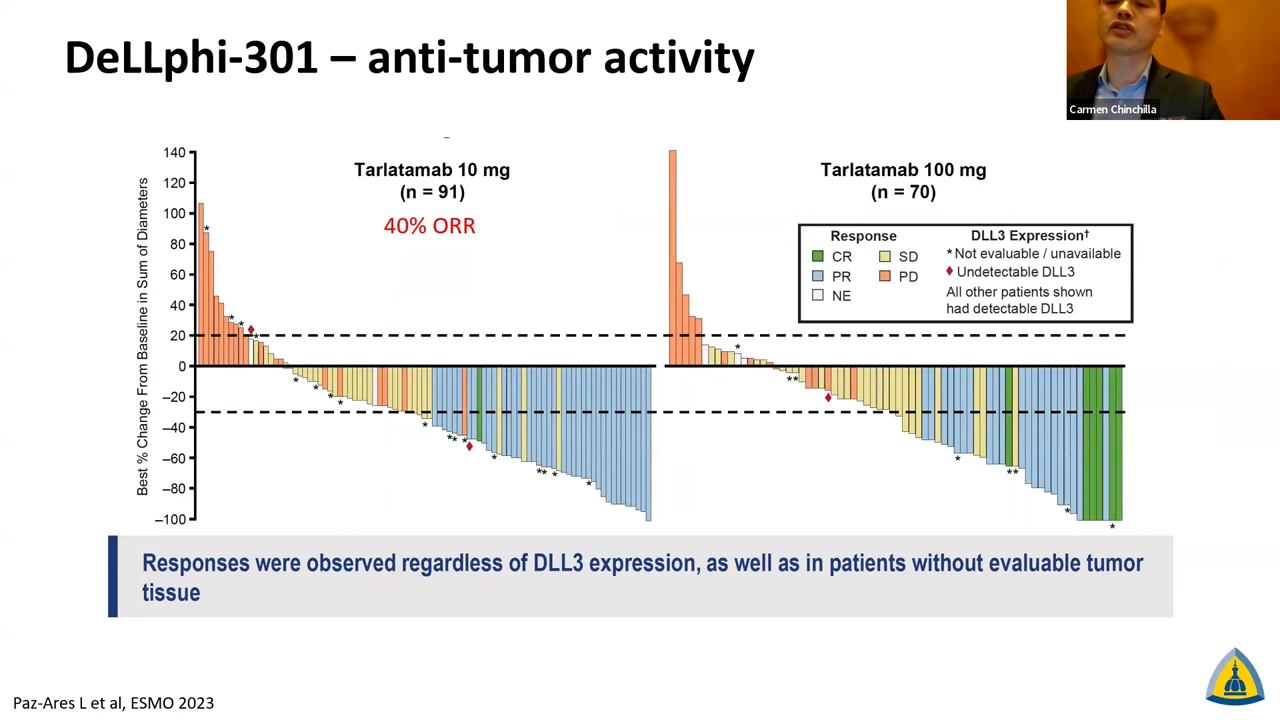 DeLLphi-301 – anti-tumor activity
Carmen Chinchilla
Best % Change From Baseline in Sum of Diameters
140
120
100
80
60
40
20
0
–20
–40
–60
–80
–100
Tarlatamab 10 mg
(n = 91)
40% ORR
Tarlatamab 100 mg
(n = 70)
Response
CR
SD
PR
PD
NE
DLL3 Expression†
* Not evaluable / unavailable
Undetectable DLL3
All other patients shown
had detectable DLL3
Responses were observed regardless of DLL3 expression, as well as in patients without evaluable tumor
tissue
Paz-Ares L et al, ESMO 2023